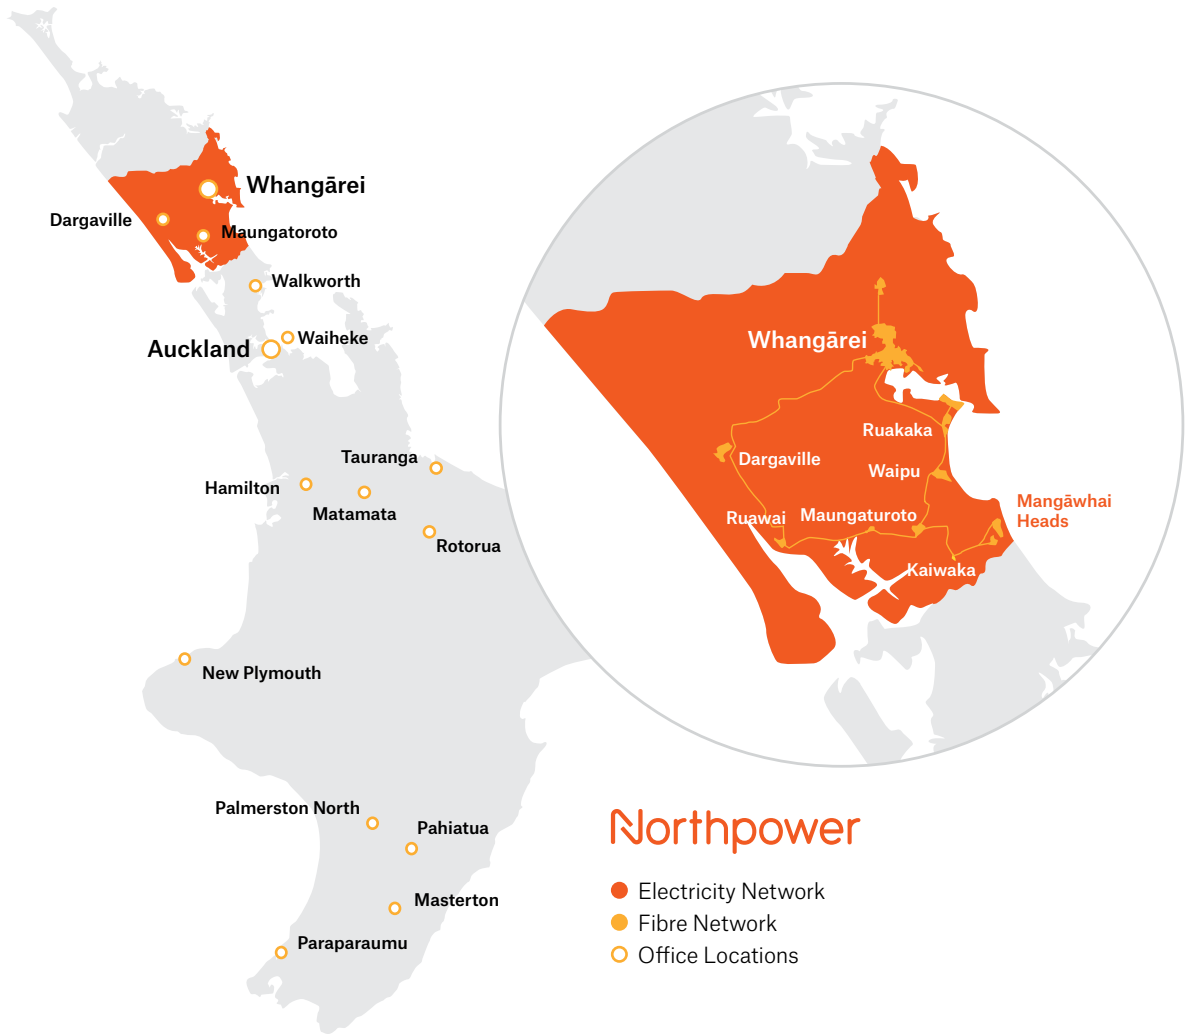 Whangārei
Dargaville
Maungatoroto
Walkworth
Waiheke
Auckland
Tauranga
Hamilton
Matamata
Rotorua
New Plymouth
Palmerston North
Pahiatua
Masterton
Paraparaumu
Whangārei
Ruakaka
Dargaville
Waipu
Mangāwhai
Heads
Ruawai
Maungaturoto
Kaiwaka
Northpower
Electricity Network
Fibre Network
Office Locations